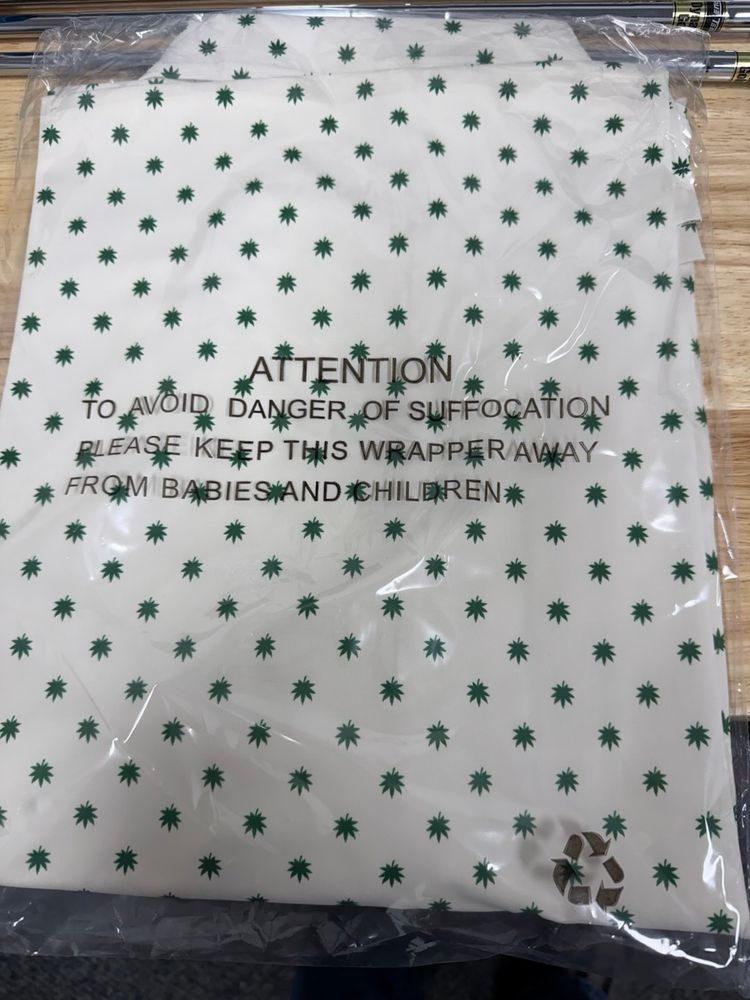 ATTENTION
TO AVOID DANGER OF SUFFOCATION
PLEASE KEEP THIS WRAPPER AWAY
FROM BABIES AND CHILDREN